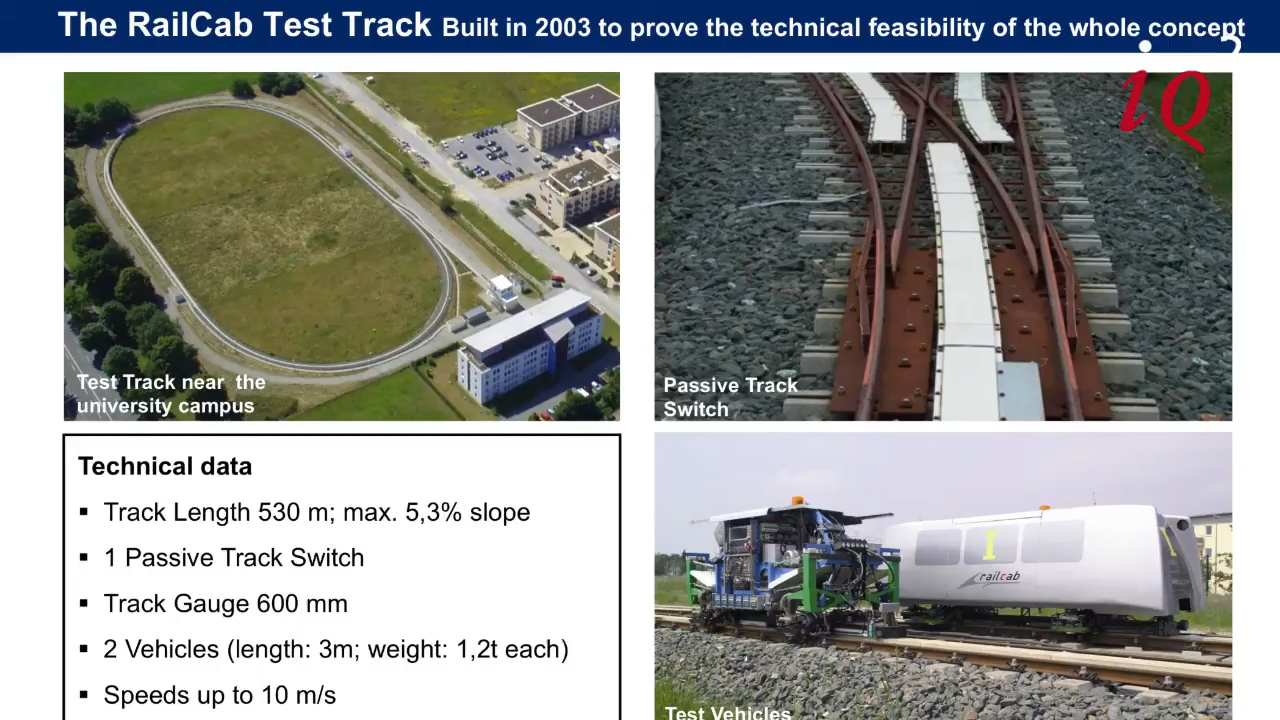 The RailCab Test Track Built in 2003 to prove the technical feasibility of the whole concept
iQ
Test Track near the
university campus
Passive Track
Switch
Technical data
▪ Track Length 530 m; max. 5,3% slope
▪ 1 Passive Track Switch
▪ Track Gauge 600 mm
▪ 2 Vehicles (length: 3m; weight: 1,2t each)
▪ Speeds up to 10 m/s
railcab
Test Vehicles